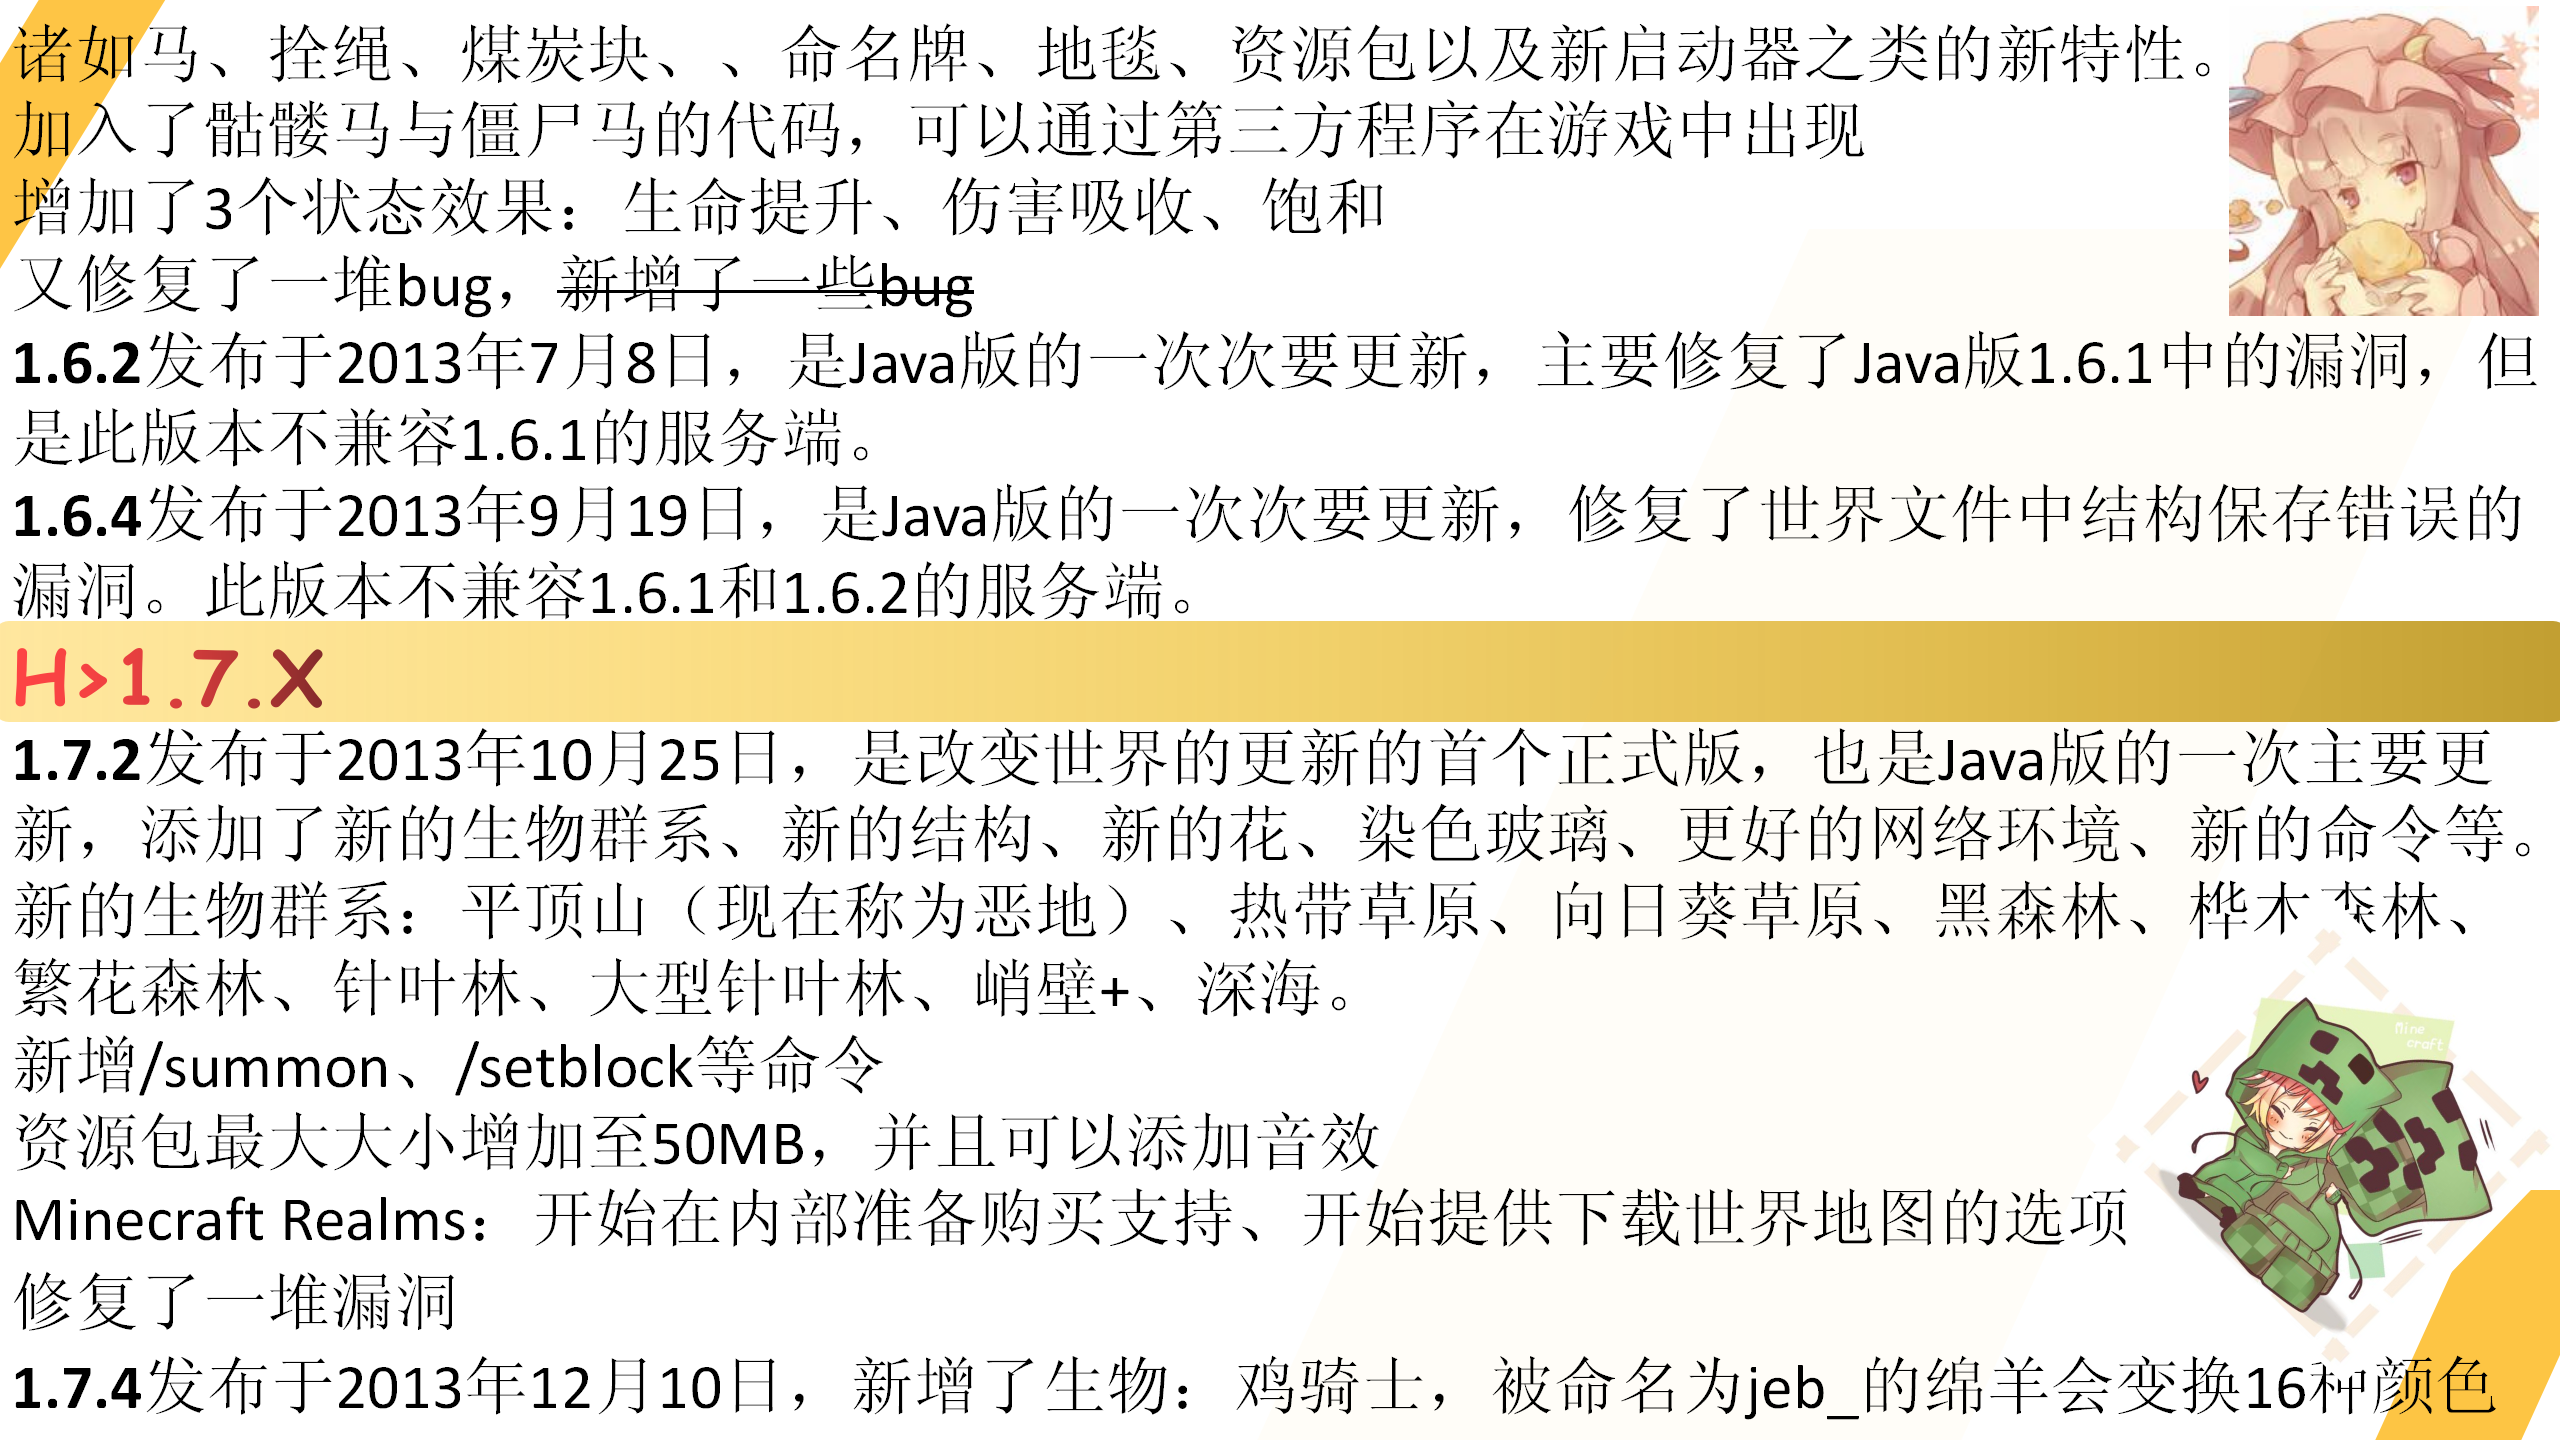 诸如马、拴绳、煤炭块、、命名牌、地毯、资源包以及新启动器之类的新特性。
加入了骷髅马与僵尸马的代码，可以通过第三方程序在游戏中出现
增加了3个状态效果：生命提升、伤害吸收、饱和
又修复了一堆bug，新增了一些bug
1.6.2发布于2013年7月8日，是Java版的一次次要更新，主要修复了Java版1.6.1中的漏洞，但
是此版本不兼容1.6.1的服务端。
1.6.4发布于2013年9月19日，是Java版的一次次要更新，修复了世界文件中结构保存错误的
漏洞。此版本不兼容1.6.1和1.6.2的服务端。
H>1.7.X
1.7.2发布于2013年10月25日，是改变世界的更新的首个正式版，也是Java版的一次主要更
新，添加了新的生物群系、新的结构、新的花、染色玻璃、更好的网络环境、新的命令等。
新的生物群系：平顶山（现在称为恶地）、热带草原、向日葵草原、黑森林、桦木森林、
繁花森林、针叶林、大型针叶林、峭壁+、深海。
新增/summon、/setblock等命令
资源包最大大小增加至50MB，并且可以添加音效
Mine
craft
Minecraft Realms：开始在内部准备购买支持、开始提供下载世界地图的选项
修复了一堆漏洞
1.7.4发布于2013年12月10日，新增了生物：鸡骑士，被命名为jeb_的绵羊会变换16种颜色